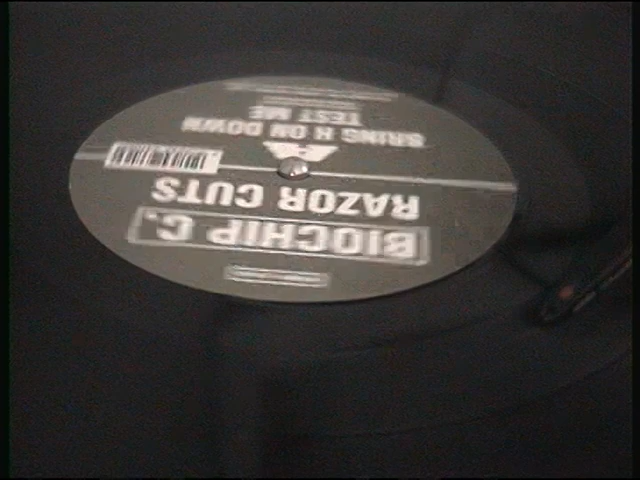 BIOCHIP C.
RAZOR CUTS
A
BRING H ON DOWN
TEST ME